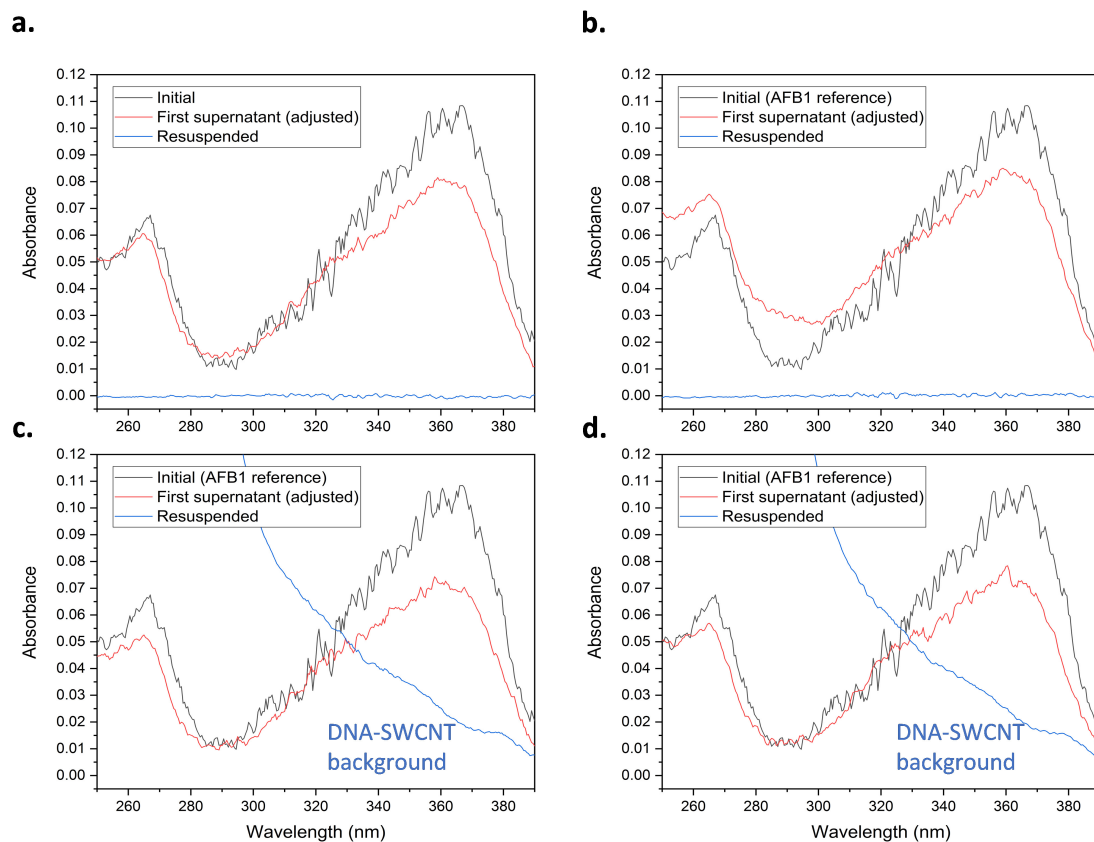 a.
b.
0.12
0.11
0.10
0.09
0.08
0.07
0.06
0.05
0.04
0.03
0.02
0.01
0.00
Absorbance
Initial
First supernatant (adjusted)
Resuspended
260 280 300 320 340 360 380
0.12
0.11
0.10
0.09
0.08
0.07
0.06
0.05
0.04
0.03
0.02
0.01
0.00
Absorbance
Initial (AFB1 reference)
First supernatant (adjusted)
Resuspended
260 280 300 320 340 360 380
c.
d.
0.12
0.11
0.10
0.09
0.08
0.07
0.06
0.05
0.04
0.03
0.02
0.01
0.00
Absorbance
Initial (AFB1 reference)
First supernatant (adjusted)
Resuspended
DNA-SWCNT
background
260 280 300 320 340 360 380
Wavelength (nm)
0.12
0.11
0.10
0.09
0.08
0.07
0.06
0.05
0.04
0.03
0.02
0.01
0.00
Absorbance
Initial (AFB1 reference)
First supernatant (adjusted)
Resuspended
DNA-SWCNT
background
260 280 300 320 340 360 380
Wavelength (nm)